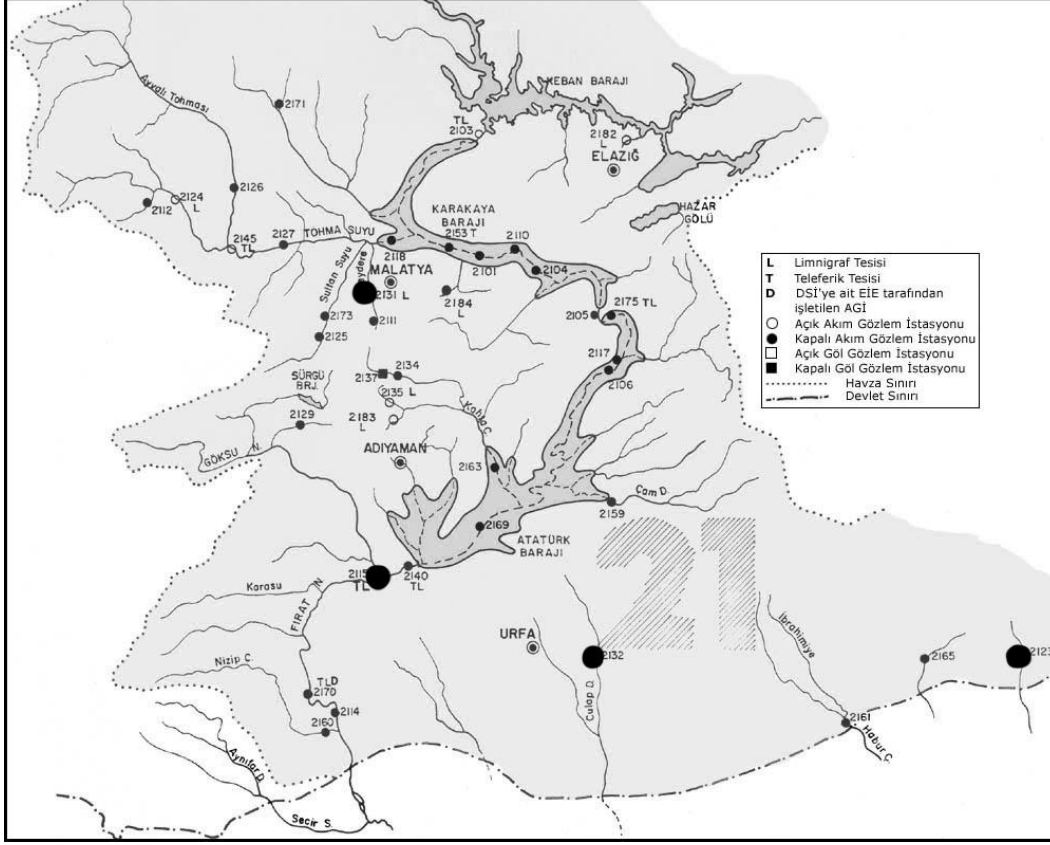 KEBAN BARAJI
Ayvalı Tohması
2171
TL
2103
2182
L
ELAZIĞ
2126
2124
L
2112
HAZAR
GÖLÜ
KARAKAYA
BARAJI
2153 T
2110
2145
TL
2127
TOHMA SUYU
2118
2101
2104
MALATYA
Sultan Suyu
2131 L
2184
L
2173
2111
2125
2105
2175 TL
2117
2106
L Limnigraf Tesisi
T Teleferik Tesisi
D DSİ'ye ait EİE tarafından
işletilen AGİ
Açık Akım Gözlem İstasyonu
Kapalı Akım Gözlem İstasyonu
Açık Göl Gözlem İstasyonu
Kapalı Göl Gözlem İstasyonu
Havza Sınırı
Devlet Sınırı
2137
2134
SÜRGÜ
BRJ.
2135 L
2183
L
Kahta Ç.
2129
GÖKSU N.
ADIYAMAN
2163
Çam D.
2159
2169
ATATÜRK
BARAJI
21
2115
TL
2140
TL
Karasu
FIRAT N
URFA
2132
Culap D.
İbrahimiye
2165
2123
Nizip Ç.
TLD
2170
2114
2160
2161
Habur Ç.
Aynifar D.
Secir S.